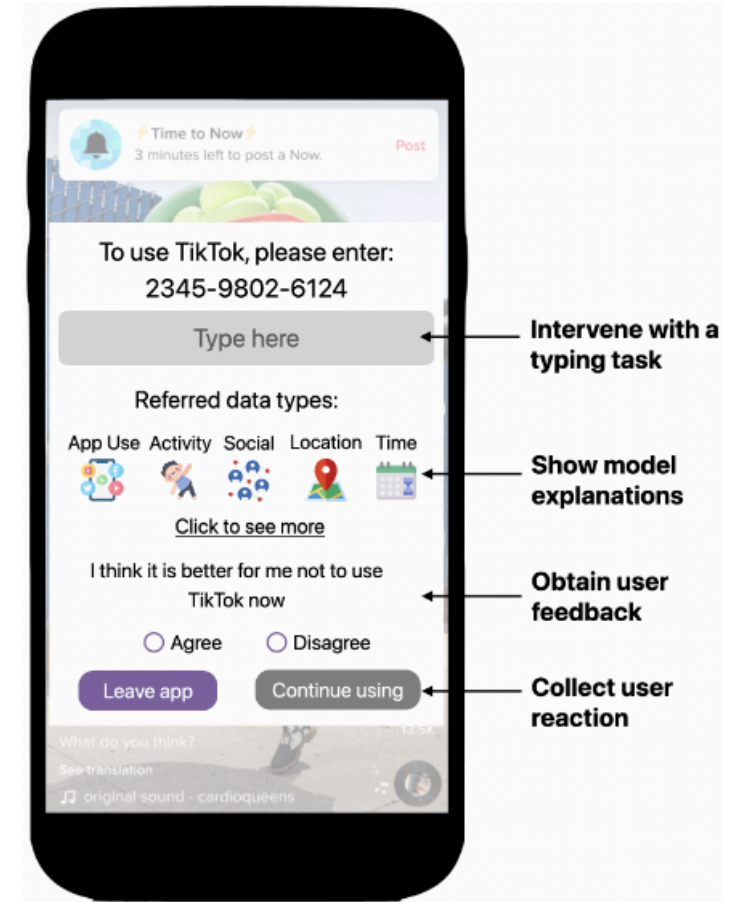 ⚡Time to Now⚡
3 minutes left to post a Now.
Post
To use TikTok, please enter:
2345-9802-6124
Type here
Intervene with a
typing task
Referred data types:
App Use Activity Social Location Time
Show model
explanations
Click to see more
I think it is better for me not to use
TikTok now
Obtain user
feedback
Agree Disagree
Leave app Continue using
Collect user
reaction
13.5K
What do you think?
See translation
original sound - cardioqueens